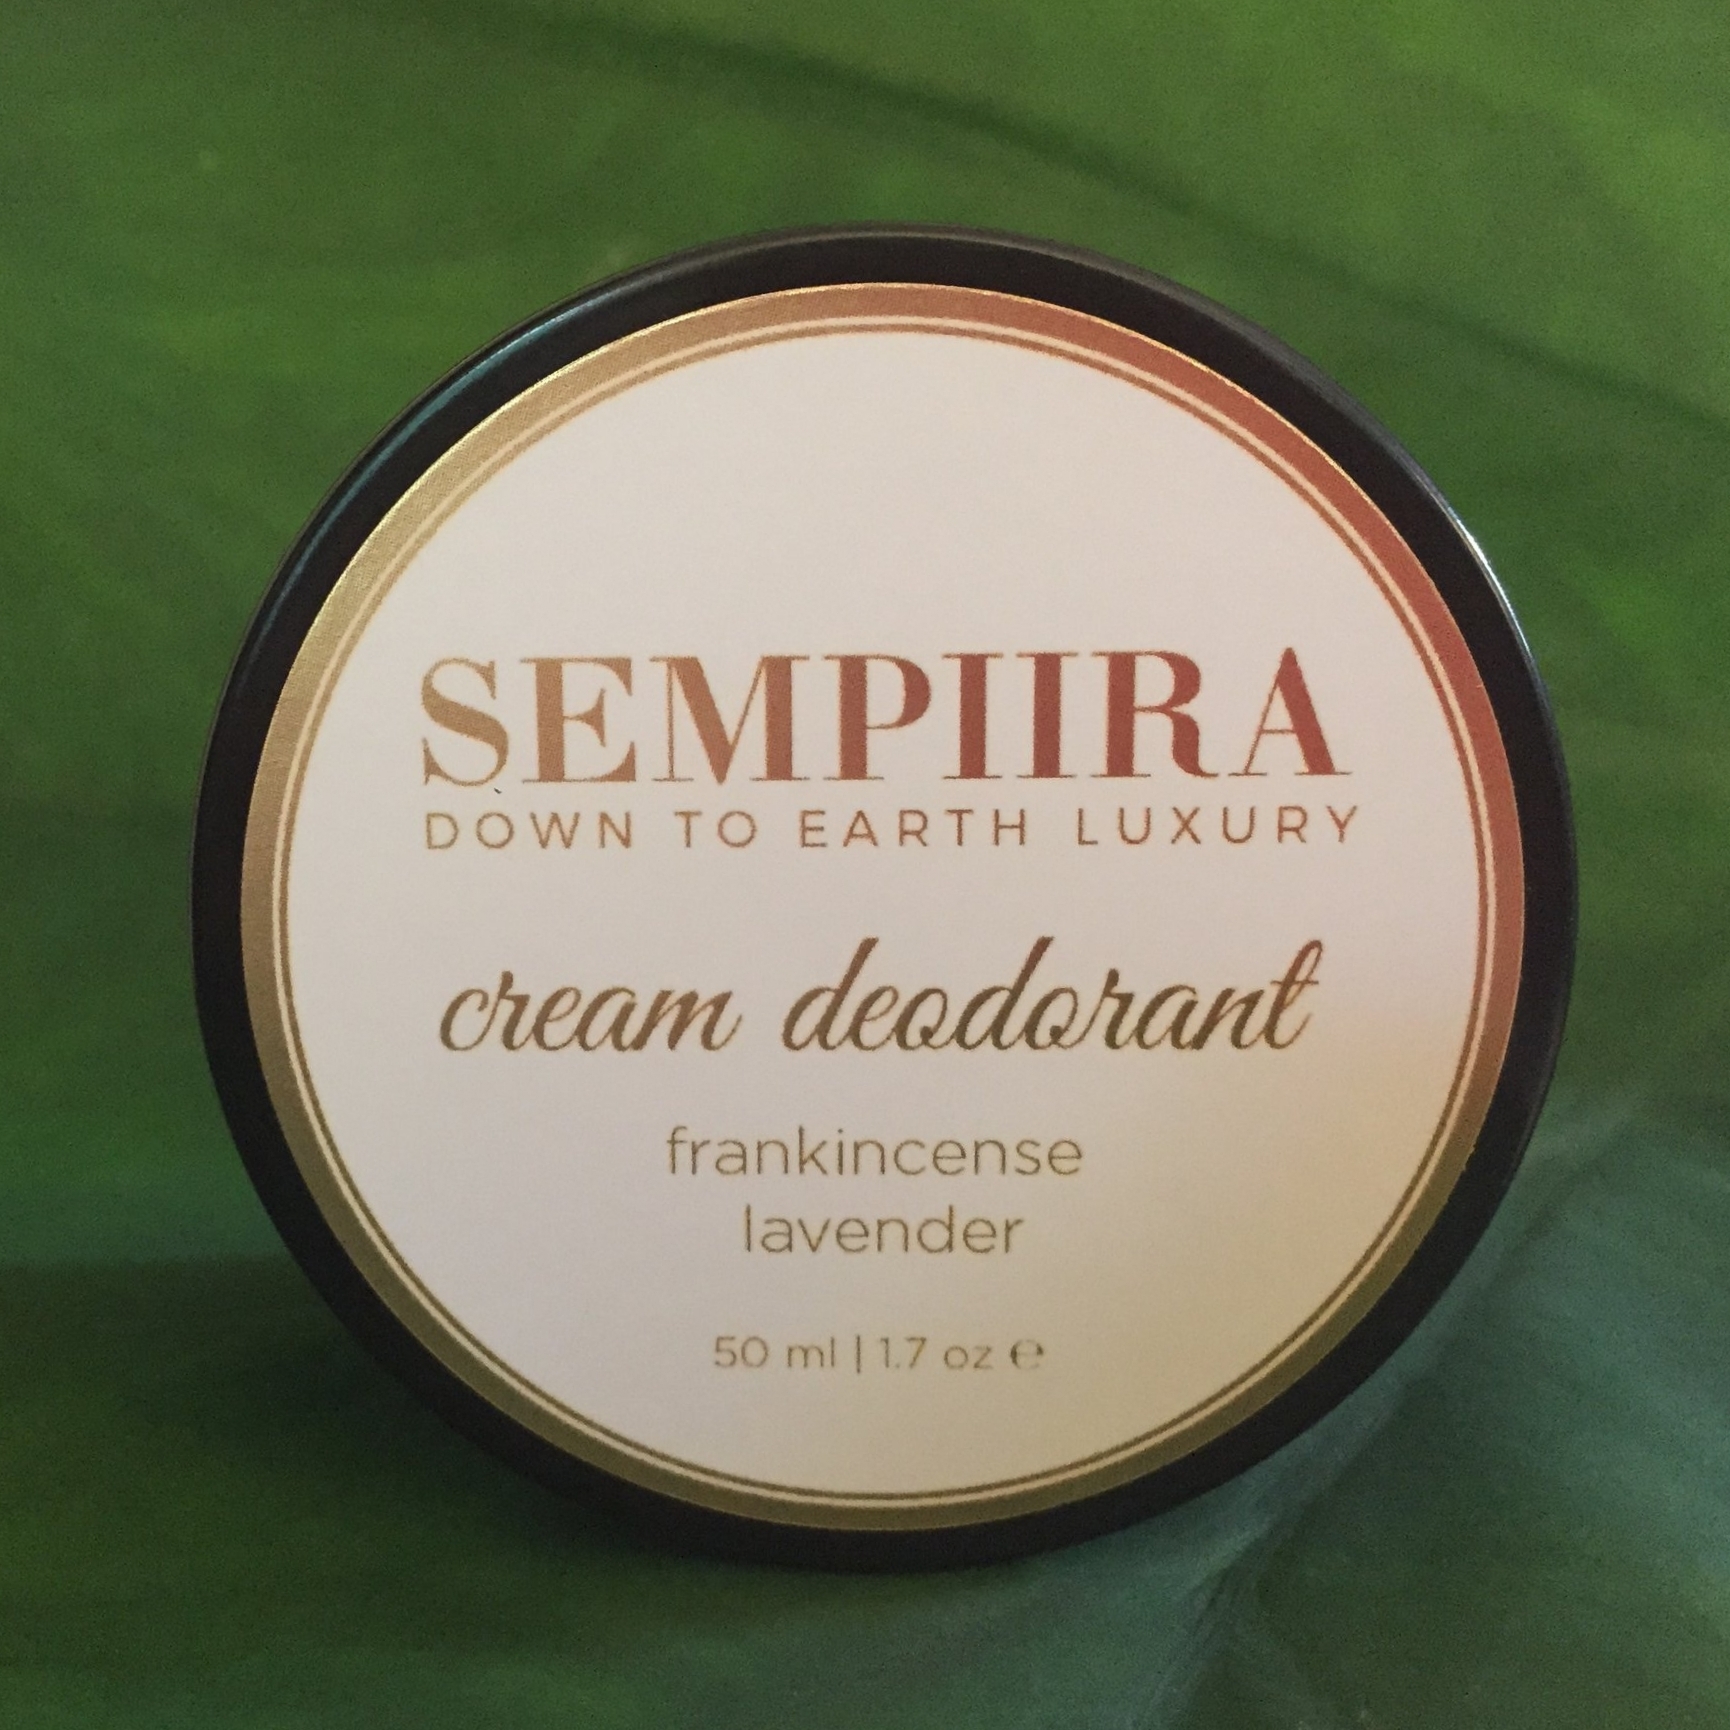 SEMPIIRA
DOWN TO EARTH LUXURY
cream deodorant
frankincense
lavender
50 ml | 1.7 oz ℮